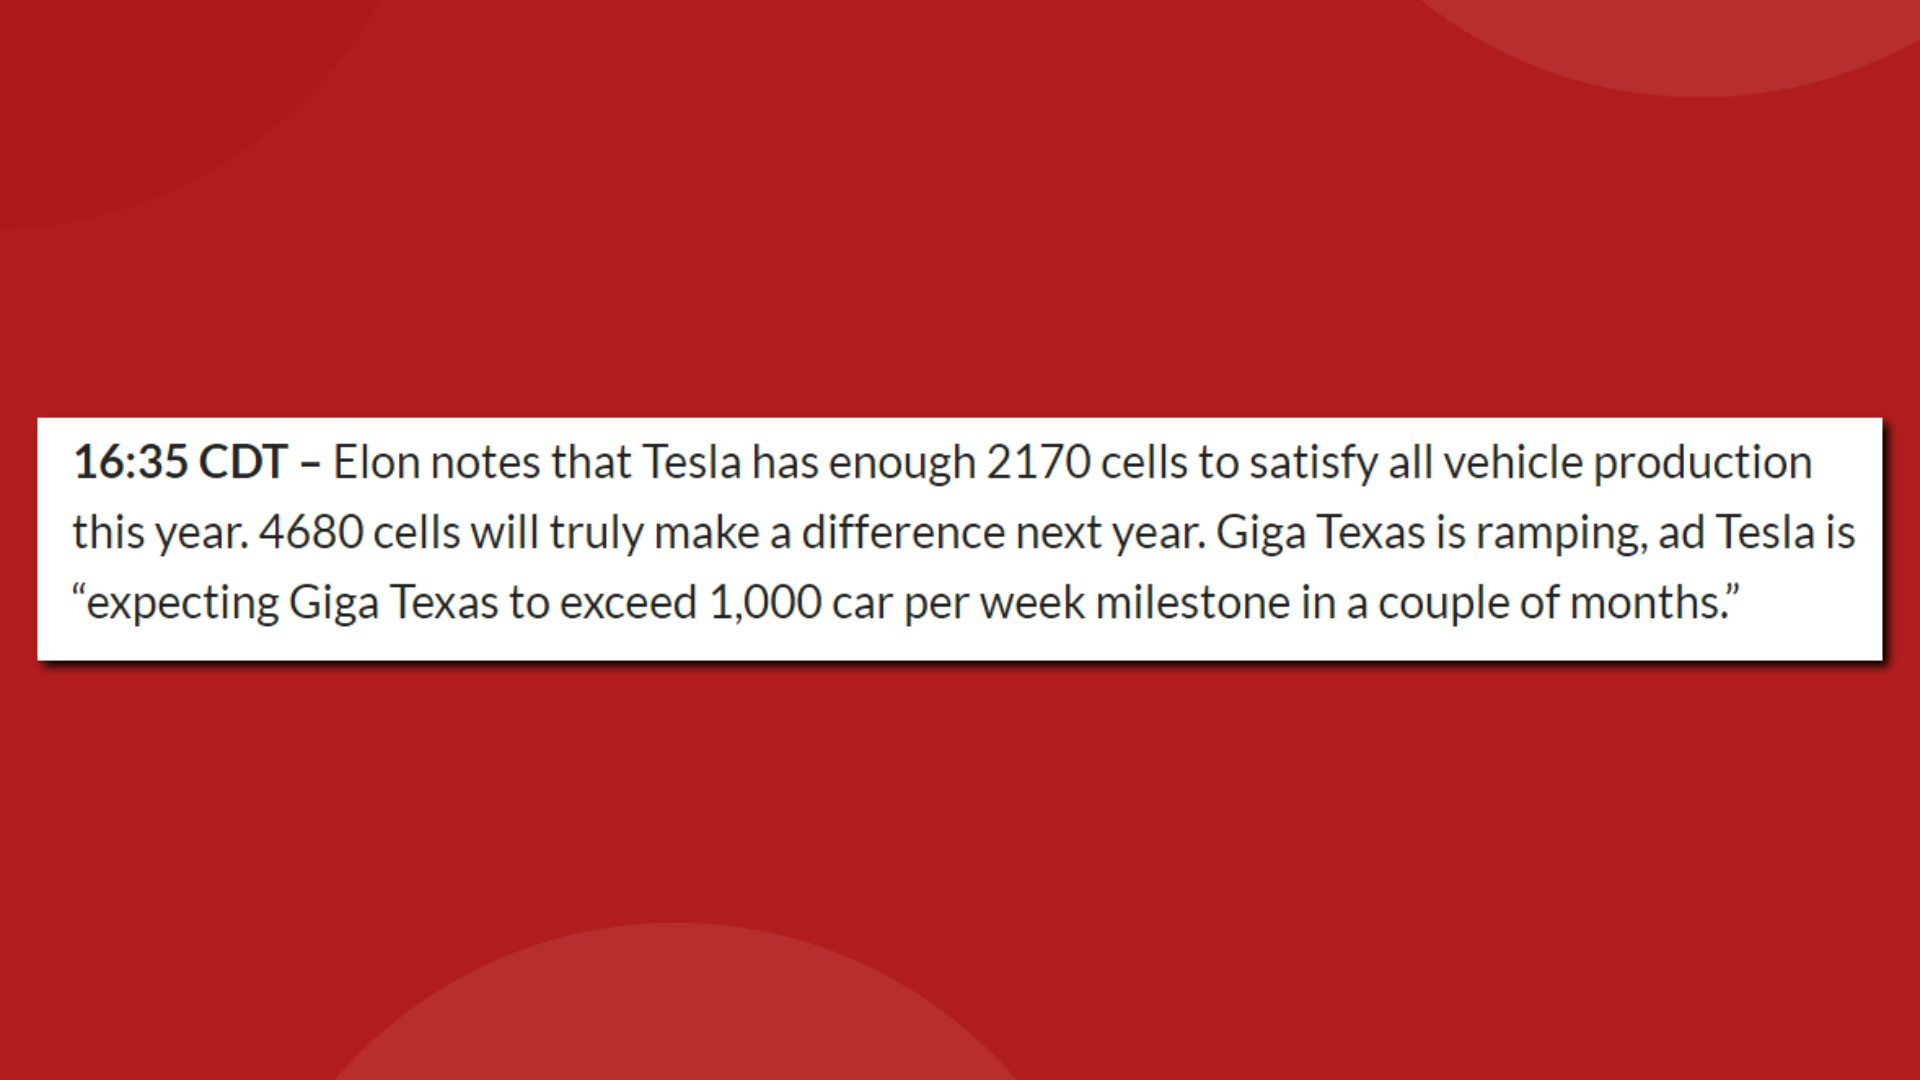 16:35 CDT – Elon notes that Tesla has enough 2170 cells to satisfy all vehicle production
this year. 4680 cells will truly make a difference next year. Giga Texas is ramping, ad Tesla is
“expecting Giga Texas to exceed 1,000 car per week milestone in a couple of months.”